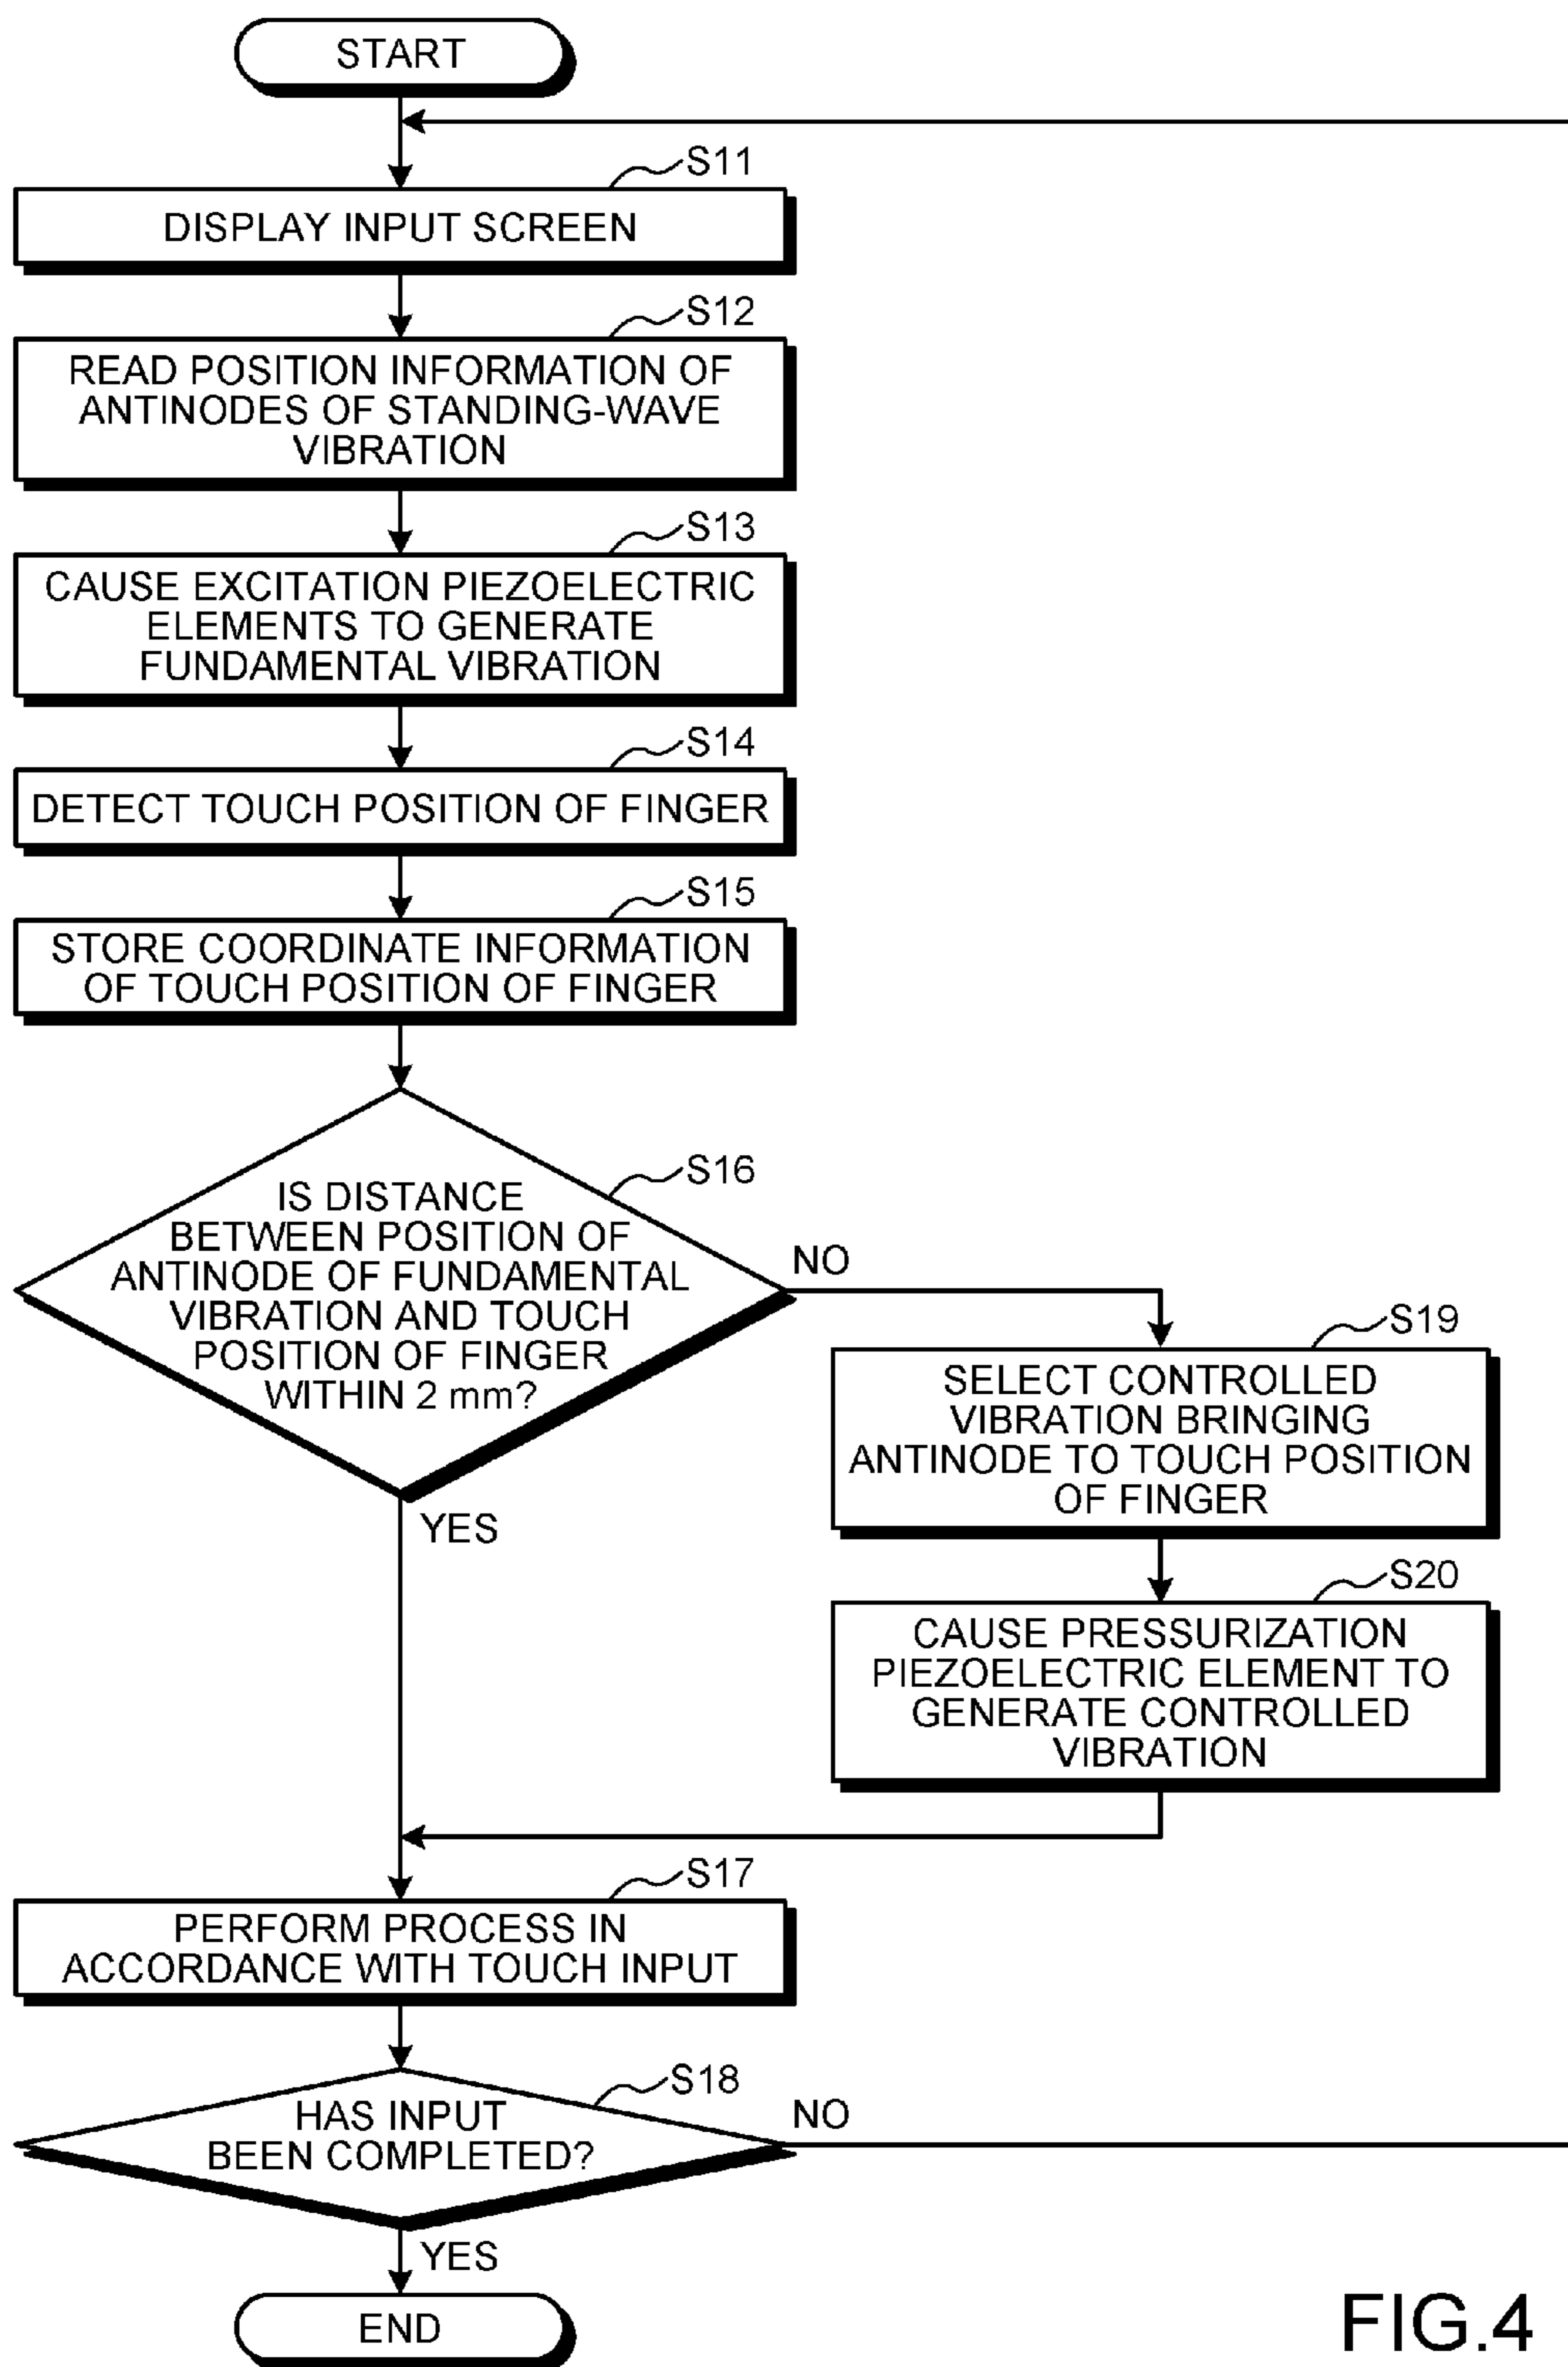 START
S11
DISPLAY INPUT SCREEN
S12
READ POSITION INFORMATION OF
ANTINODES OF STANDING-WAVE
VIBRATION
S13
CAUSE EXCITATION PIEZOELECTRIC
ELEMENTS TO GENERATE
FUNDAMENTAL VIBRATION
S14
DETECT TOUCH POSITION OF FINGER
S15
STORE COORDINATE INFORMATION
OF TOUCH POSITION OF FINGER
S16
IS DISTANCE
BETWEEN POSITION OF
ANTINODE OF FUNDAMENTAL
VIBRATION AND TOUCH
POSITION OF FINGER
WITHIN 2 mm?
NO
YES
S19
SELECT CONTROLLED
VIBRATION BRINGING
ANTINODE TO TOUCH POSITION
OF FINGER
S20
CAUSE PRESSURIZATION
PIEZOELECTRIC ELEMENT TO
GENERATE CONTROLLED
VIBRATION
S17
PERFORM PROCESS IN
ACCORDANCE WITH TOUCH INPUT
S18
HAS INPUT
BEEN COMPLETED?
NO
YES
END
FIG.4